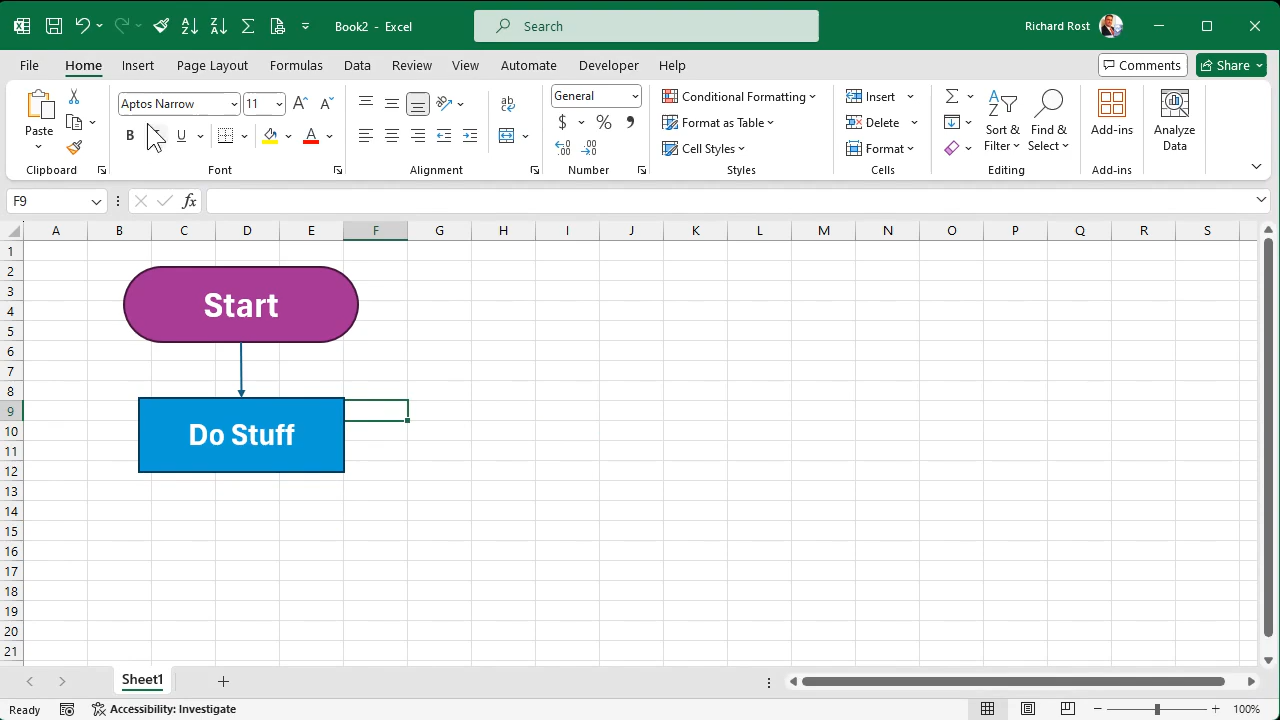 Book2 - Excel
Search
Richard Rost
File Home Insert Page Layout Formulas Data Review View Automate Developer Help
Comments Share
Paste
Clipboard
Aptos Narrow 11
B U
Font
ab
Alignment
General
$ % ,
Number
Conditional Formatting
Format as Table
Cell Styles
Styles
Insert
Delete
Format
Cells
Sort & Filter
Find & Select
Editing
Add-ins
Add-ins
Analyze Data
F9
fx
A B C D E F G H I J K L M N O P Q R S
1
2
3
4
5
6
7
8
9
10
11
12
13
14
15
16
17
18
19
20
21
Start
Do Stuff
Sheet1
Ready
Accessibility: Investigate
100%